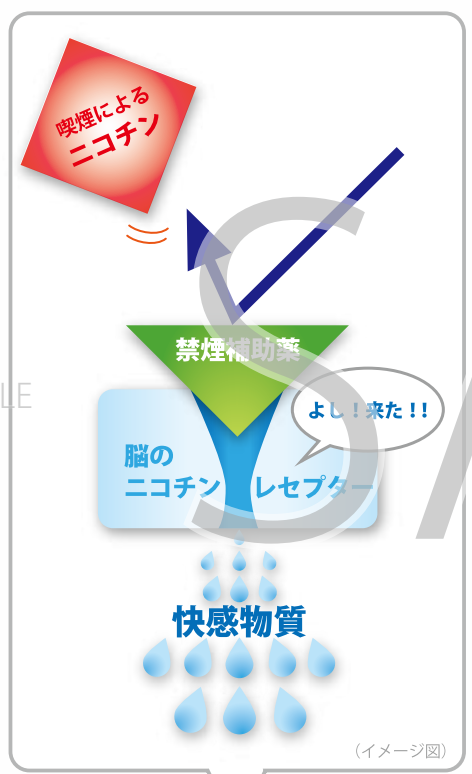 喫煙による
ニコチン
禁煙補助薬
よし！来た！！
脳の
ニコチンレセプター
快感物質
（イメージ図）
LE
S